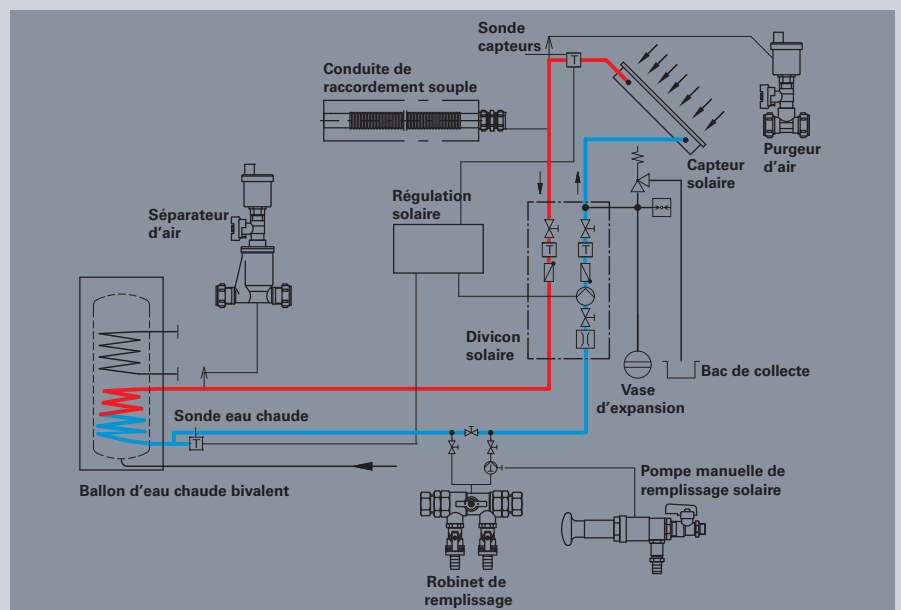 Sonde
capteurs
Conduite de
raccordement souple
Purgeur
d'air
Capteur
solaire
Régulation
solaire
Séparateur
d'air
Divicon
solaire
Bac de collecte
Vase
d'expansion
Sonde eau chaude
Ballon d'eau chaude bivalent
Pompe manuelle de
remplissage solaire
Robinet de
remplissage
T
T
T
T